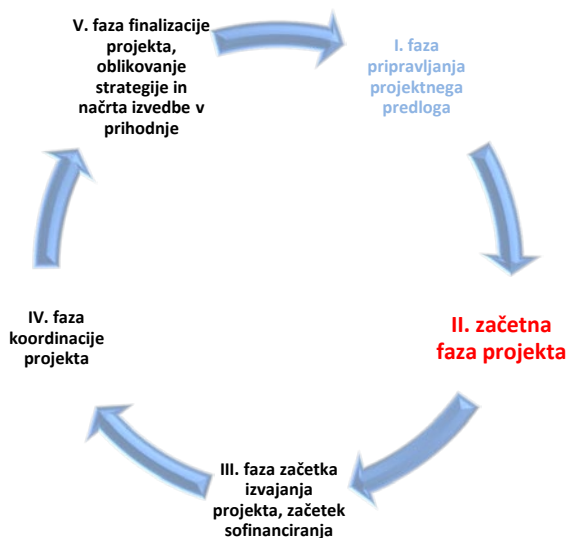 V. faza finalizacije
projekta,
oblikovanje
strategije in
načrta izvedbe v
prihodnje
I. faza
pripravljanja
projektnega
predloga
II. začetna
faza projekta
III. faza začetka
izvajanja
projekta, začetek
sofinanciranja
IV. faza
koordinacije
projekta